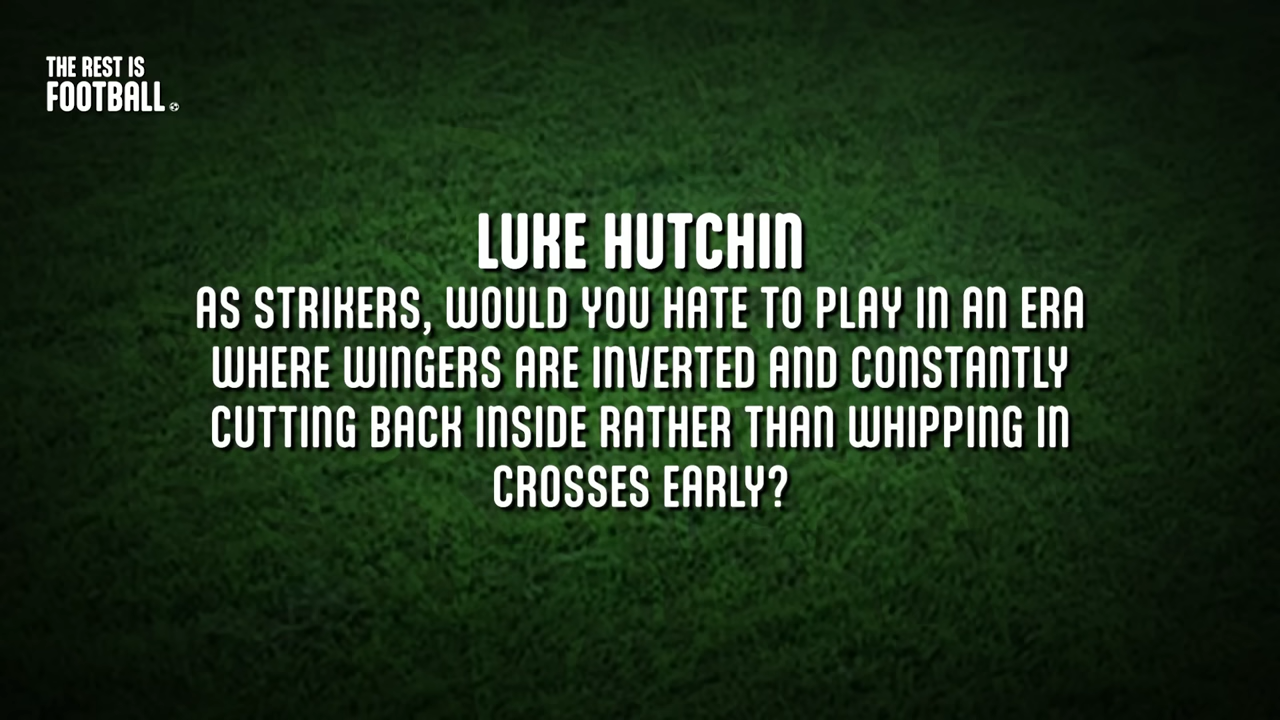 THE REST IS
FOOTBALL.
LUKE HUTCHIN
AS STRIKERS, WOULD YOU HATE TO PLAY IN AN ERA
WHERE WINGERS ARE INVERTED AND CONSTANTLY
CUTTING BACK INSIDE RATHER THAN WHIPPING IN
CROSSES EARLY?